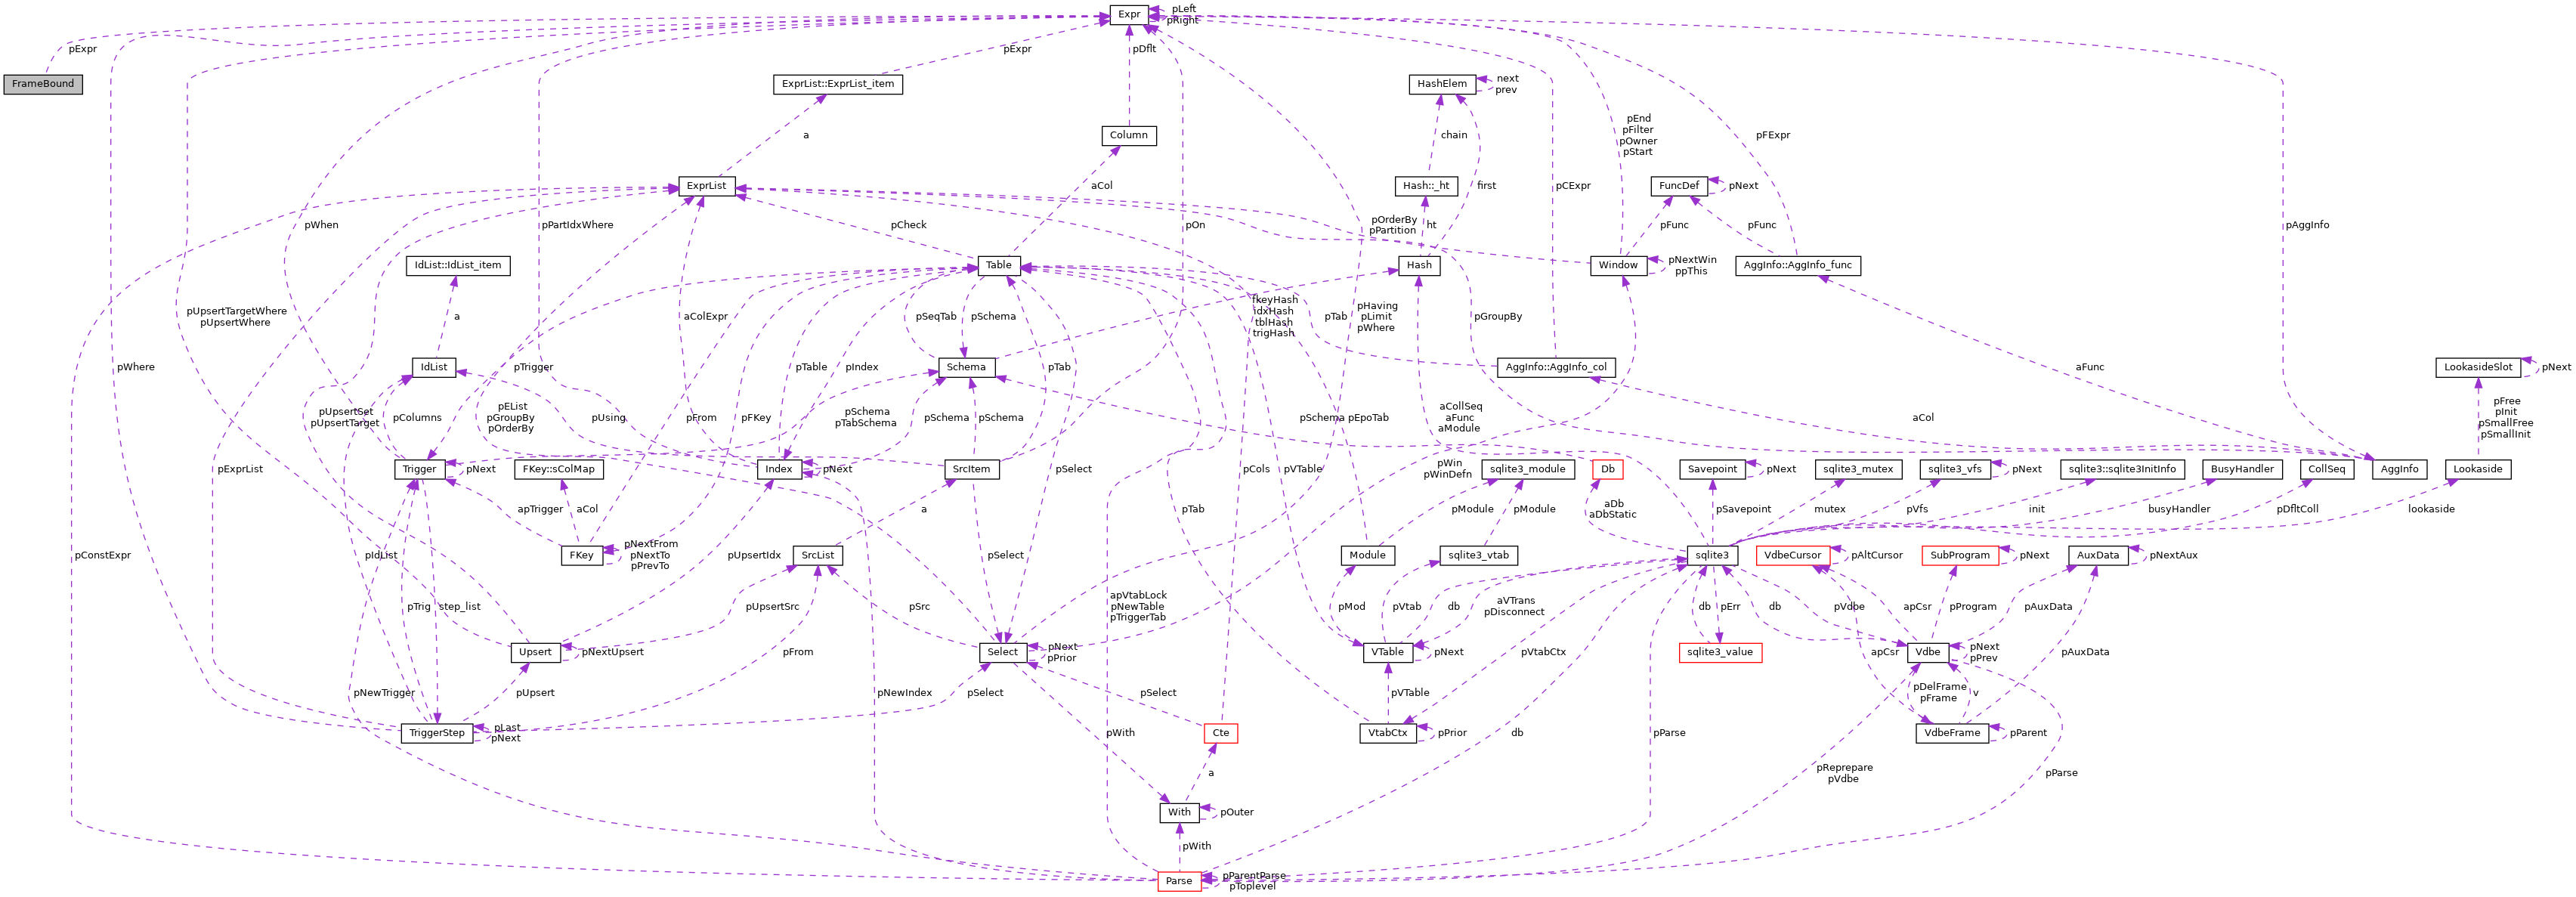 Expr
pLeft
pRight
pExpr
pExpr
pDflt
FrameBound
ExprList::ExprList_item
HashElem
next
prev
pEnd
pFilter
pOwner
pStart
a
Column
chain
pFExpr
ExprList
aCol
Hash::_ht
first
pCExpr
FuncDef
pNext
pWhen
pPartIdxWhere
pCheck
pOn
pOrderBy
pPartition
ht
pFunc
pFunc
pAggInfo
IdList::IdList_item
Table
Hash
Window
pNextWin
ppThis
AggInfo::AggInfo_func
pUpsertTargetWhere
pUpsertWhere
a
aColExpr
pSeqTab
pSchema
fkeyHash
idxHash
tblHash
trigHash
pTab
pHaving
pLimit
pWhere
pGroupBy
pWhere
IdList
pTrigger
pTable
pIndex
Schema
pTab
AggInfo::AggInfo_col
aFunc
LookasideSlot
pNext
pUpsertSet
pUpsertTarget
pColumns
pEList
pGroupBy
pOrderBy
pUsing
pFrom
pFKey
pSchema
pTabSchema
pSchema
pSchema
pSchema
pEpoTab
aCollSeq
aFunc
aModule
aCol
pFree
pInit
pSmallFree
pSmallInit
pExprList
Trigger
pNext
FKey::sColMap
Index
pNext
SrcItem
pSelect
pCols
pVTable
pWin
pWinDefn
sqlite3_module
Db
Savepoint
pNext
sqlite3_mutex
sqlite3_vfs
pNext
sqlite3::sqlite3InitInfo
BusyHandler
CollSeq
AggInfo
Lookaside
apTrigger
aCol
a
pTab
pModule
pModule
aDb
aDbStatic
pSavepoint
mutex
pVfs
init
busyHandler
pDfltColl
lookaside
pConstExpr
pIdList
FKey
pNextFrom
pNextTo
pPrevTo
pUpsertIdx
SrcList
pSelect
Module
sqlite3_vtab
sqlite3
VdbeCursor
pAltCursor
SubProgram
pNext
AuxData
pNextAux
pTrig
step_list
pUpsertSrc
pSrc
apVtabLock
pNewTable
pTriggerTab
pMod
pVtab
db
aVTrans
pDisconnect
db
pErr
db
pVdbe
apCsr
pProgram
pAuxData
Upsert
pNextUpsert
pFrom
Select
pNext
pPrior
VTable
pNext
pVtabCtx
sqlite3_value
apCsr
Vdbe
pNext
pPrev
pAuxData
pNewTrigger
pUpsert
pNewIndex
pSelect
pSelect
pVTable
pDelFrame
pFrame
v
TriggerStep
pLast
pNext
pWith
Cte
VtabCtx
pPrior
db
pParse
VdbeFrame
pParent
a
pReprepare
pVdbe
pParse
With
pOuter
pWith
Parse
pParentParse
pToplevel